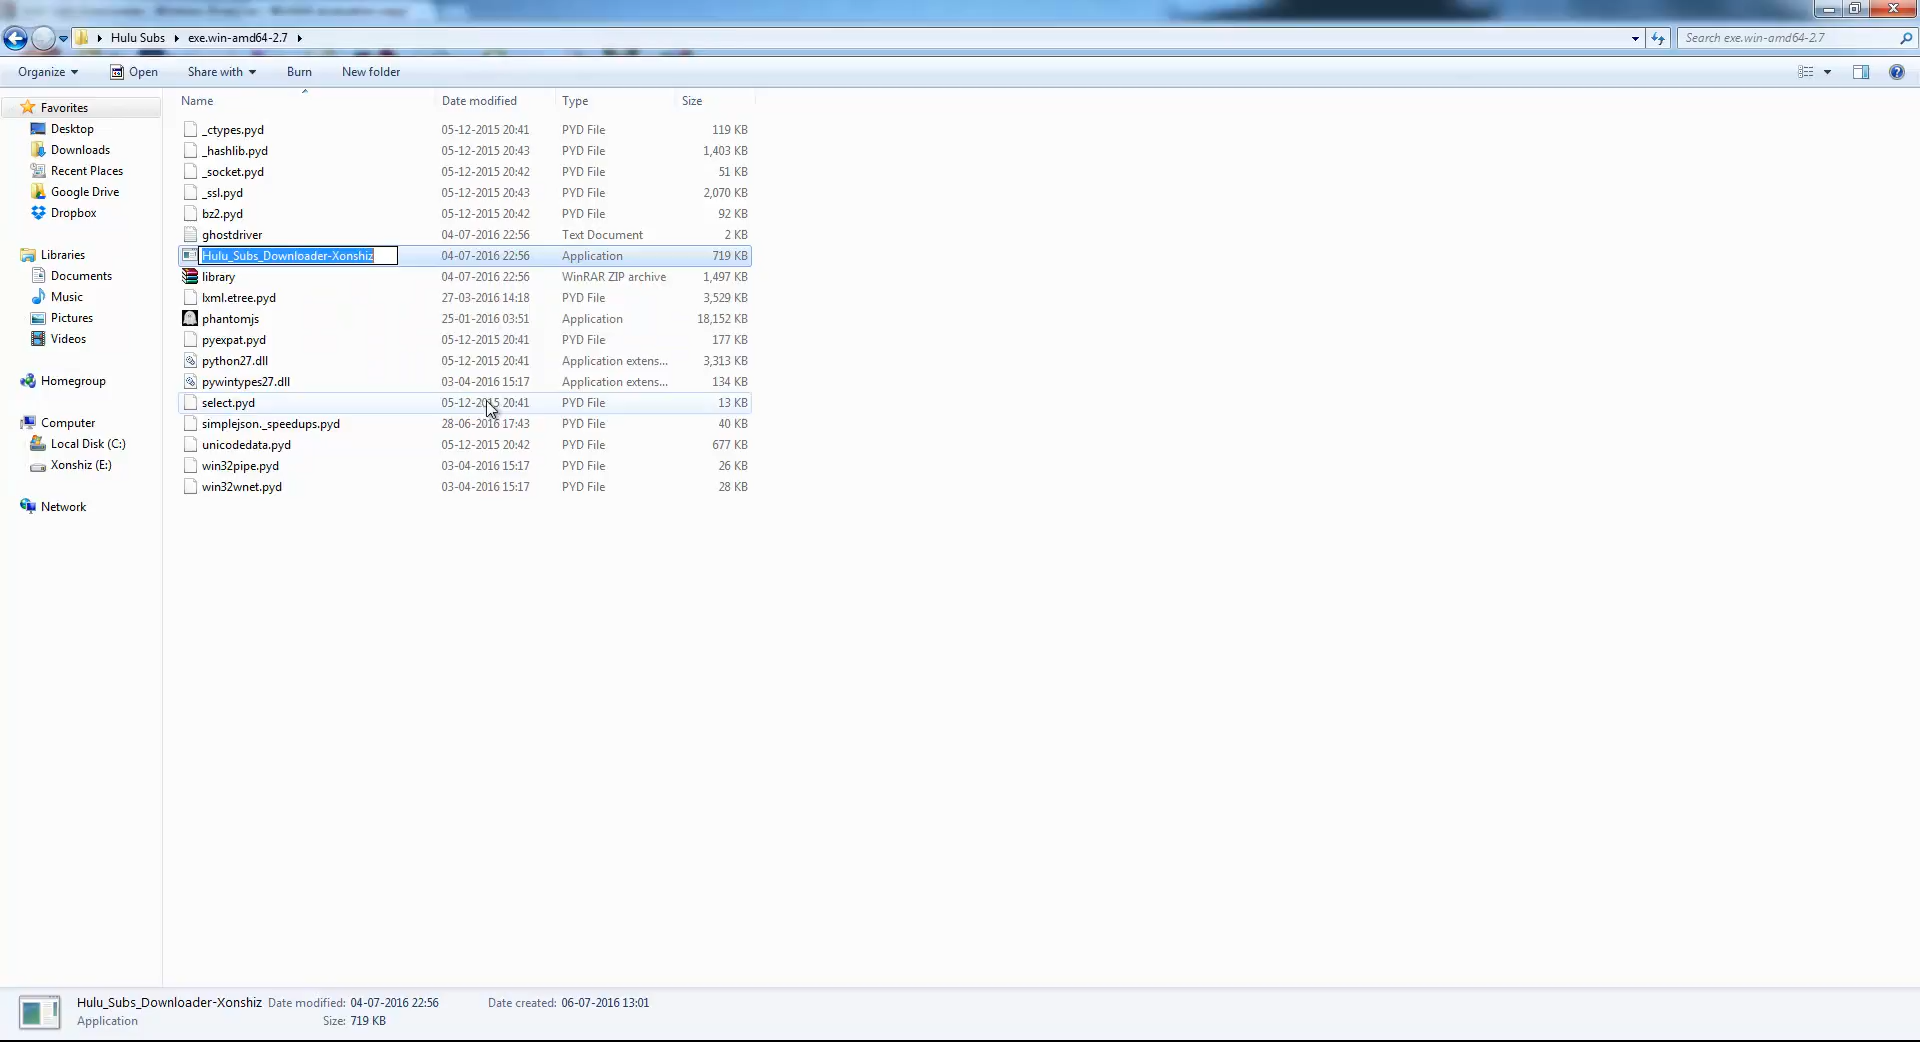 Hulu Subs exe.win-amd64-2.7 Search exe.win-amd64-2.7
Organize Open Share with Burn New folder
Name Date modified Type Size
Favorites
Desktop
Downloads
Recent Places
Google Drive
Dropbox
Libraries
Documents
Music
Pictures
Videos
Homegroup
Computer
Local Disk (C:)
Xonshiz (E:)
Network
_ctypes.pyd 05-12-2015 20:41 PYD File 119 KB
_hashlib.pyd 05-12-2015 20:43 PYD File 1,403 KB
_socket.pyd 05-12-2015 20:42 PYD File 51 KB
_ssl.pyd 05-12-2015 20:43 PYD File 2,070 KB
bz2.pyd 05-12-2015 20:42 PYD File 92 KB
ghostdriver 04-07-2016 22:56 Text Document 2 KB
Hulu_Subs_Downloader-Xonshiz 04-07-2016 22:56 Application 719 KB
library 04-07-2016 22:56 WinRAR ZIP archive 1,497 KB
lxml.etree.pyd 27-03-2016 14:18 PYD File 3,529 KB
phantomjs 25-01-2016 03:51 Application 18,152 KB
pyexpat.pyd 05-12-2015 20:41 PYD File 177 KB
python27.dll 05-12-2015 20:41 Application extens... 3,313 KB
pywintypes27.dll 03-04-2016 15:17 Application extens... 134 KB
select.pyd 05-12-2015 20:41 PYD File 13 KB
simplejson._speedups.pyd 28-06-2016 17:43 PYD File 40 KB
unicodedata.pyd 05-12-2015 20:42 PYD File 677 KB
win32pipe.pyd 03-04-2016 15:17 PYD File 26 KB
win32wnet.pyd 03-04-2016 15:17 PYD File 28 KB
Hulu_Subs_Downloader-Xonshiz Date modified: 04-07-2016 22:56 Date created: 06-07-2016 13:01
Application Size: 719 KB